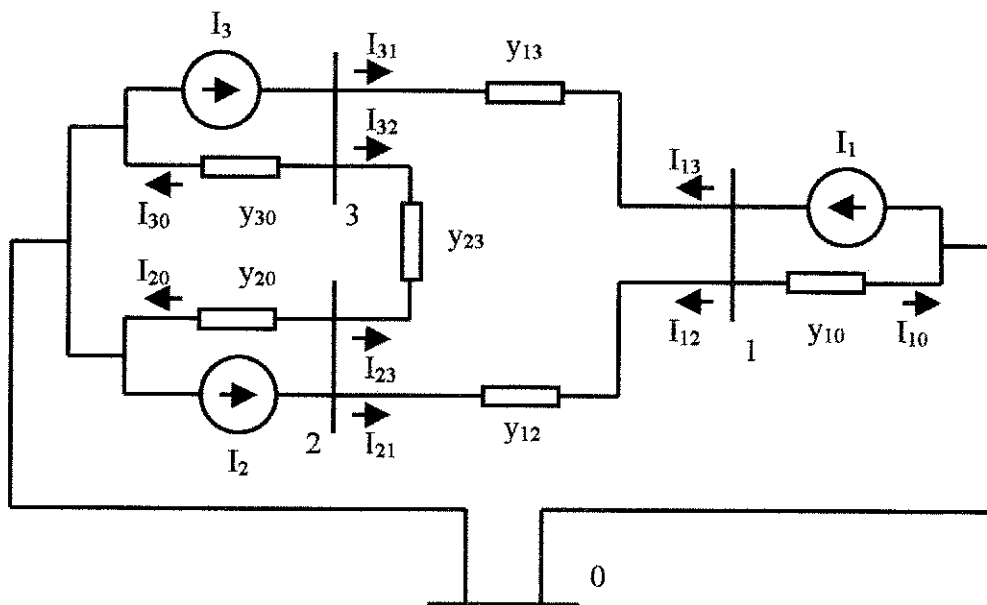 I₃
I₃₁
y₁₃
I₃₂
I₁₃
I₁
I₃₀
y₃₀
3
y₂₃
I₂₀
y₂₀
I₁₂
1
y₁₀
I₁₀
I₂₃
I₂
2
I₂₁
y₁₂
0